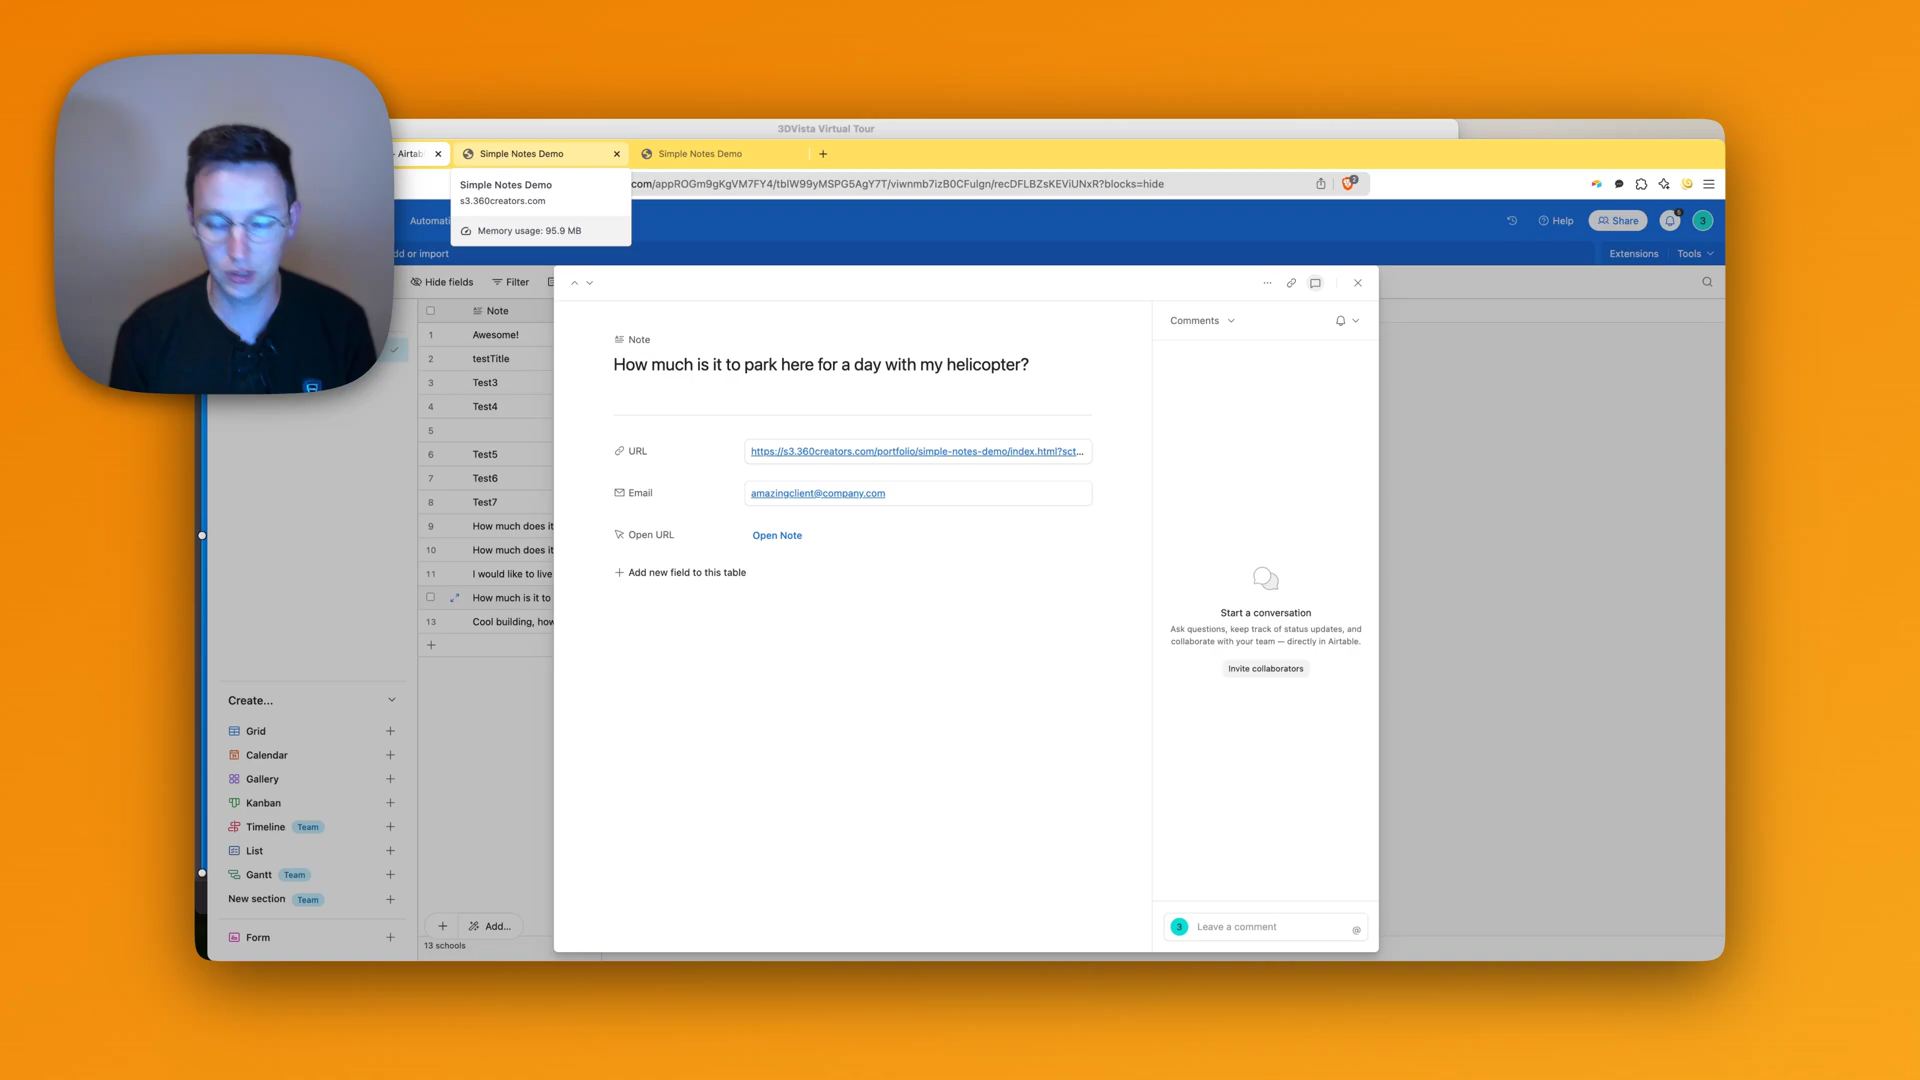 3DVista Virtual Tour
- Airtab
Simple Notes Demo
Simple Notes Demo
Simple Notes Demo
s3.360creators.com
Memory usage: 95.9 MB
com/appROGm9gKgVM7FY4/tblW99yMSPG5AgY7T/viwnmb7izB0CFulgn/recDFLBZsKEViUNxR?blocks=hide
2
Automati
Help
Share
3
dd or import
Extensions
Tools
Hide fields
Filter
Note
1 Awesome!
2 testTitle
3 Test3
4 Test4
5
6 Test5
7 Test6
8 Test7
9 How much does it
10 How much does it
11 I would like to live
How much is it to
13 Cool building, how
Note
How much is it to park here for a day with my helicopter?
URL
https://s3.360creators.com/portfolio/simple-notes-demo/index.html?sct...
Email
amazingclient@company.com
Open URL
Open Note
Add new field to this table
Comments
Start a conversation
Ask questions, keep track of status updates, and
collaborate with your team — directly in Airtable.
Invite collaborators
3
Leave a comment
@
Create...
Grid
Calendar
Gallery
Kanban
Timeline Team
List
Gantt Team
New section Team
Form
Add...
13 schools